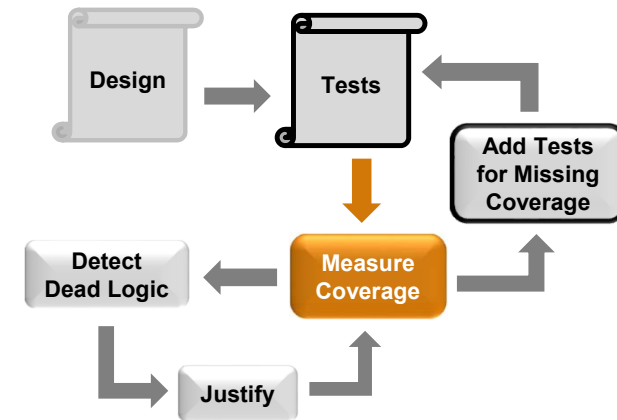 Design
Tests
Add Tests
for Missing
Coverage
Detect
Dead Logic
Measure
Coverage
Justify